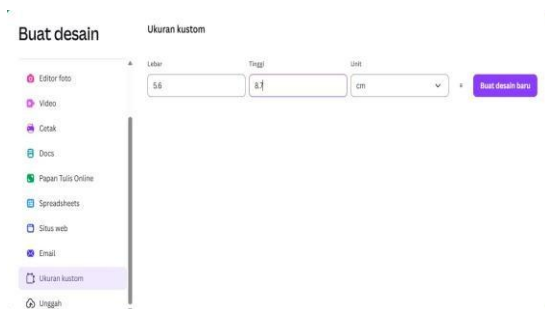 Buat desain
Editor foto
Video
Cetak
Docs
Papan Tulis Online
Spreadsheets
Situs web
Email
Ukuran kustom
Unggah
Ukuran kustom
Lebar
Tinggi
Unit
5.6
8.7
cm
Buat desain baru